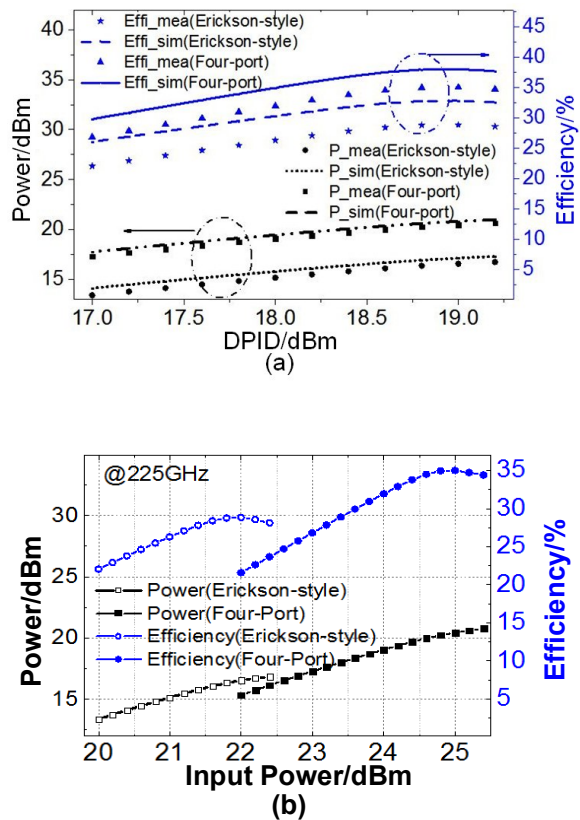 Effi_mea(Erickson-style)
Effi_sim(Erickson-style)
Effi_mea(Four-port)
Effi_sim(Four-port)
P_mea(Erickson-style)
P_sim(Erickson-style)
P_mea(Four-port)
P_sim(Four-port)
Power/dBm
40
35
30
25
20
15
Efficiency/%
45
40
35
30
25
20
15
10
5
17.0 17.5 18.0 18.5 19.0
DPID/dBm
(a)
@225GHz
Power(Erickson-style)
Power(Four-Port)
Efficiency(Erickson-style)
Efficiency(Four-Port)
Power/dBm
30
25
20
15
Efficiency/%
35
30
25
20
15
10
5
20 21 22 23 24 25
Input Power/dBm
(b)